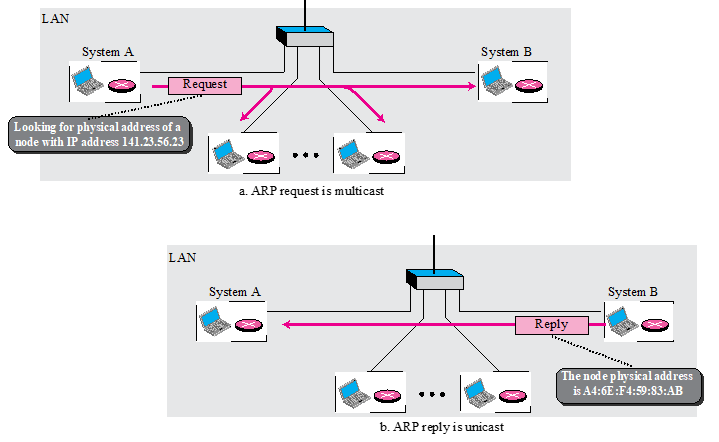 LAN
System A
System B
Request
Looking for physical address of a
node with IP address 141.23.56.23
a. ARP request is multicast
LAN
System A
System B
Reply
The node physical address
is A4:6E:F4:59:83:AB
b. ARP reply is unicast